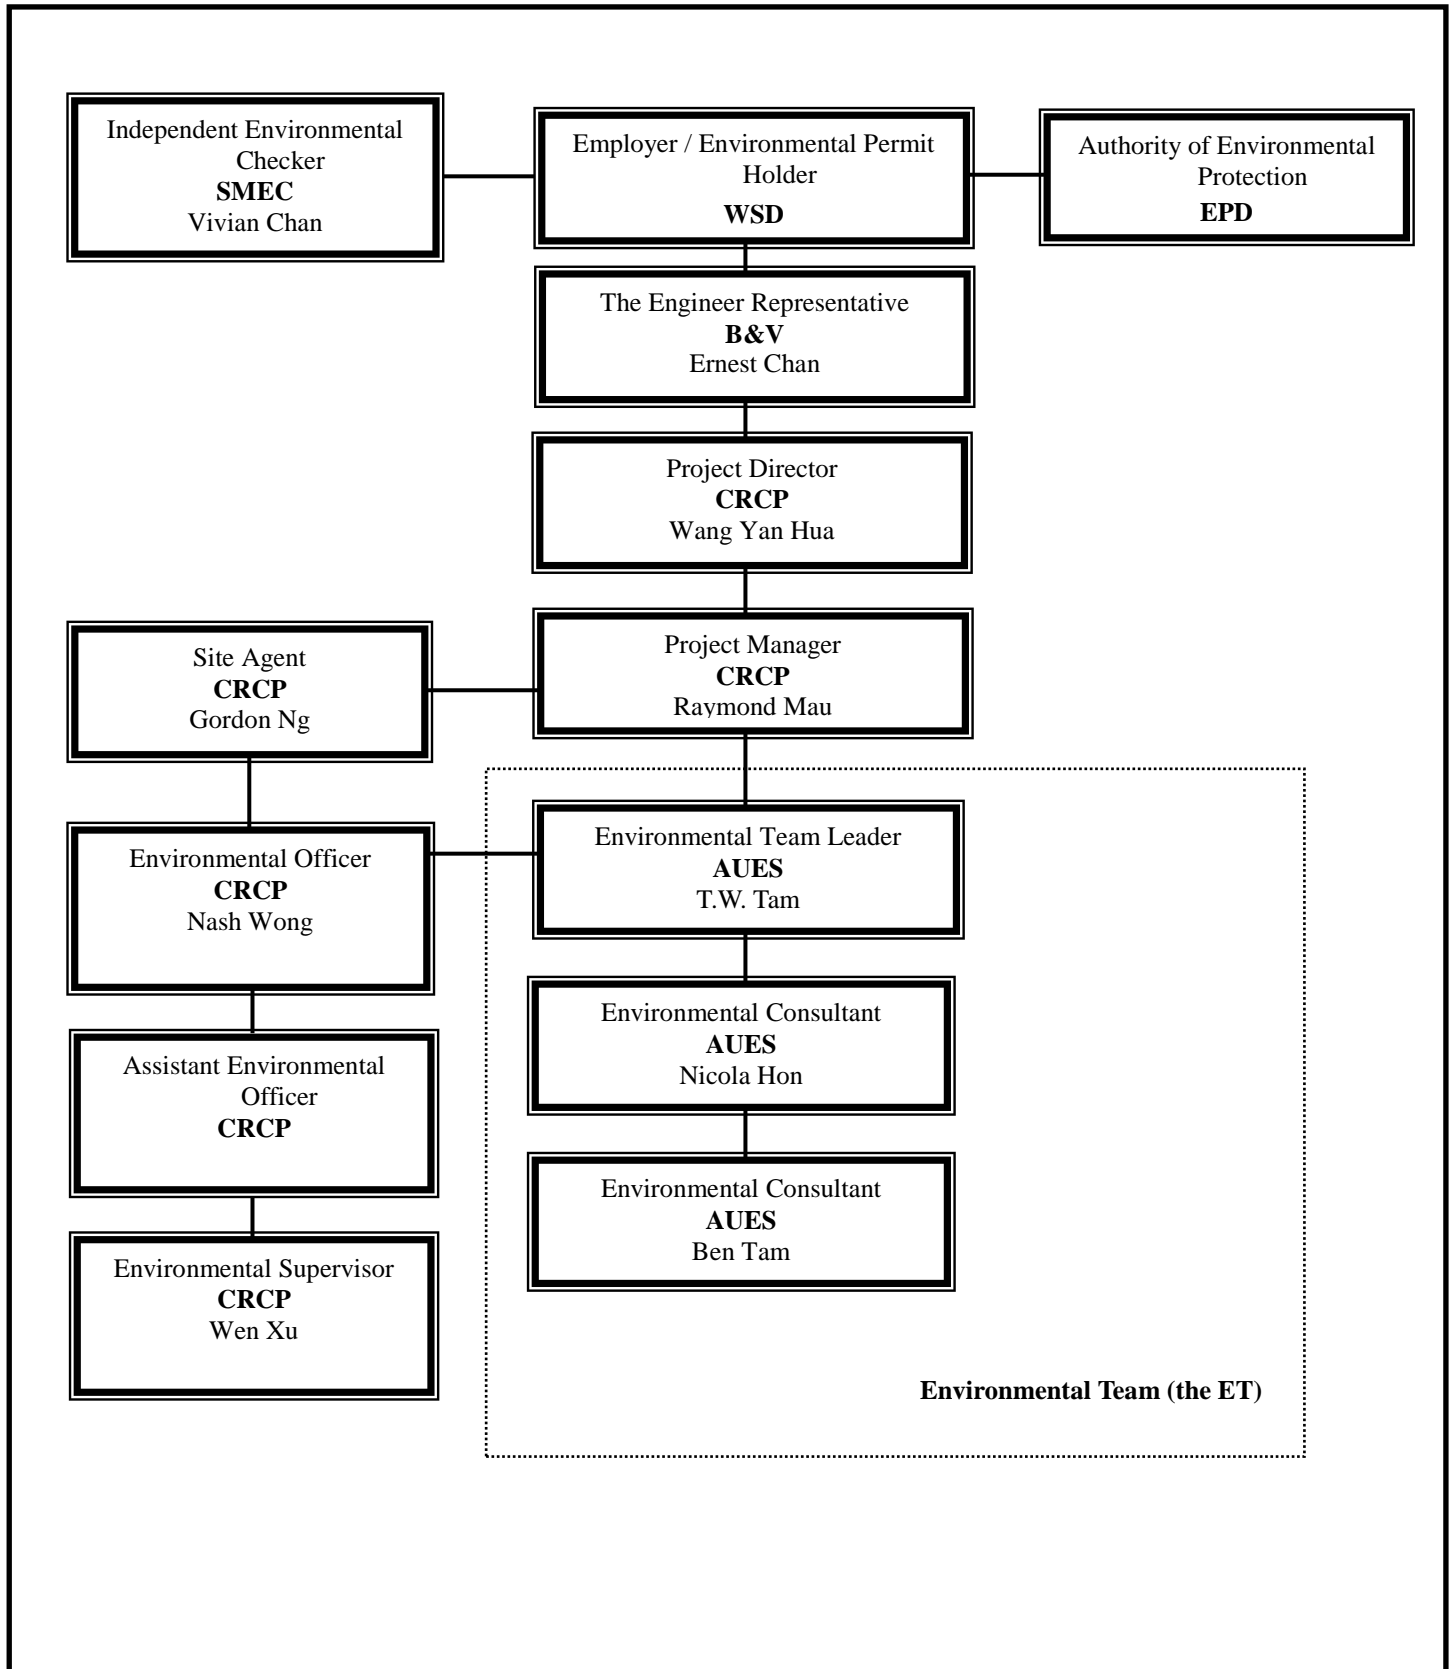 Independent Environmental
Checker
SMEC
Vivian Chan
Employer / Environmental Permit
Holder
WSD
Authority of Environmental
Protection
EPD
The Engineer Representative
B&V
Ernest Chan
Project Director
CRCP
Wang Yan Hua
Site Agent
CRCP
Gordon Ng
Project Manager
CRCP
Raymond Mau
Environmental Officer
CRCP
Nash Wong
Environmental Team Leader
AUES
T.W. Tam
Assistant Environmental
Officer
CRCP
Environmental Consultant
AUES
Nicola Hon
Environmental Supervisor
CRCP
Wen Xu
Environmental Consultant
AUES
Ben Tam
Environmental Team (the ET)